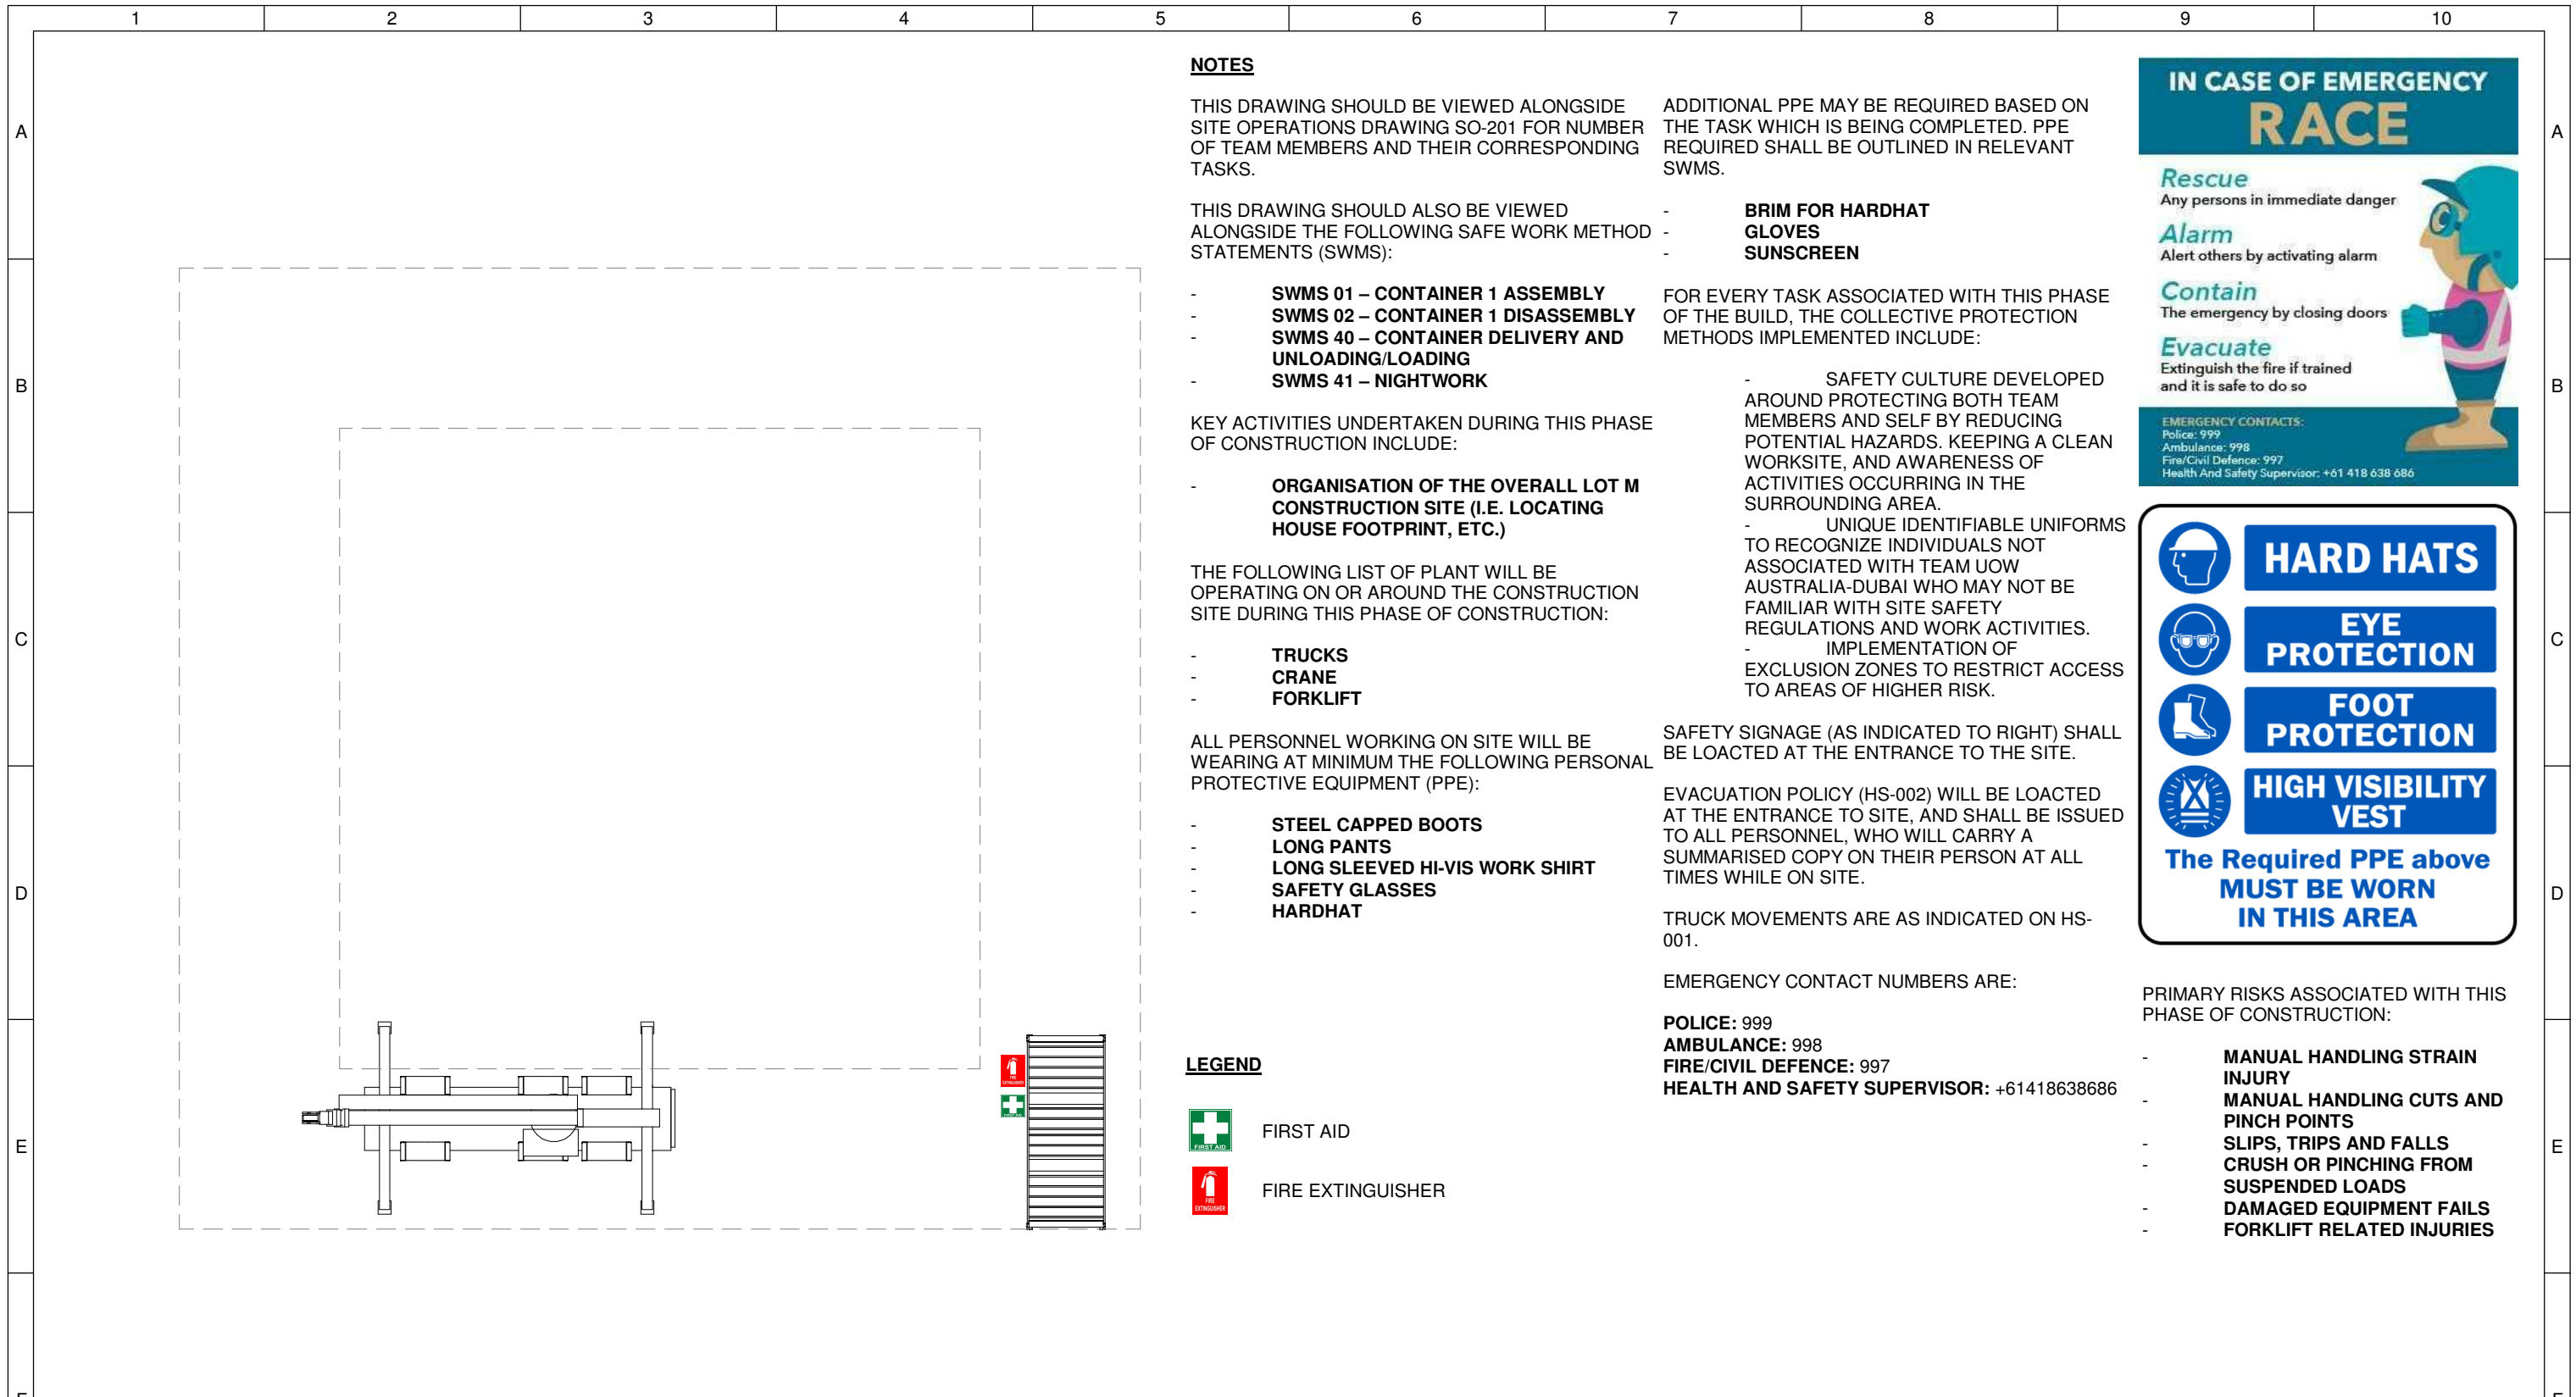 1 2 3 4 5 6 7 8 9 10
A A
B B
C C
D D
E E
NOTES
THIS DRAWING SHOULD BE VIEWED ALONGSIDE
SITE OPERATIONS DRAWING SO-201 FOR NUMBER
OF TEAM MEMBERS AND THEIR CORRESPONDING
TASKS.
THIS DRAWING SHOULD ALSO BE VIEWED
ALONGSIDE THE FOLLOWING SAFE WORK METHOD
STATEMENTS (SWMS):
- SWMS 01 – CONTAINER 1 ASSEMBLY
- SWMS 02 – CONTAINER 1 DISASSEMBLY
- SWMS 40 – CONTAINER DELIVERY AND
UNLOADING/LOADING
- SWMS 41 – NIGHTWORK
KEY ACTIVITIES UNDERTAKEN DURING THIS PHASE
OF CONSTRUCTION INCLUDE:
- ORGANISATION OF THE OVERALL LOT M
CONSTRUCTION SITE (I.E. LOCATING
HOUSE FOOTPRINT, ETC.)
THE FOLLOWING LIST OF PLANT WILL BE
OPERATING ON OR AROUND THE CONSTRUCTION
SITE DURING THIS PHASE OF CONSTRUCTION:
- TRUCKS
- CRANE
- FORKLIFT
ALL PERSONNEL WORKING ON SITE WILL BE
WEARING AT MINIMUM THE FOLLOWING PERSONAL
PROTECTIVE EQUIPMENT (PPE):
- STEEL CAPPED BOOTS
- LONG PANTS
- LONG SLEEVED HI-VIS WORK SHIRT
- SAFETY GLASSES
- HARDHAT
LEGEND
FIRST AID
FIRST AID
FIRE
EXTINGUISHER
FIRE EXTINGUISHER
FIRE
EXTINGUISHER
FIRST AID
ADDITIONAL PPE MAY BE REQUIRED BASED ON
THE TASK WHICH IS BEING COMPLETED. PPE
REQUIRED SHALL BE OUTLINED IN RELEVANT
SWMS.
- BRIM FOR HARDHAT
- GLOVES
- SUNSCREEN
FOR EVERY TASK ASSOCIATED WITH THIS PHASE
OF THE BUILD, THE COLLECTIVE PROTECTION
METHODS IMPLEMENTED INCLUDE:
- SAFETY CULTURE DEVELOPED
AROUND PROTECTING BOTH TEAM
MEMBERS AND SELF BY REDUCING
POTENTIAL HAZARDS. KEEPING A CLEAN
WORKSITE, AND AWARENESS OF
ACTIVITIES OCCURRING IN THE
SURROUNDING AREA.
- UNIQUE IDENTIFIABLE UNIFORMS
TO RECOGNIZE INDIVIDUALS NOT
ASSOCIATED WITH TEAM UOW
AUSTRALIA-DUBAI WHO MAY NOT BE
FAMILIAR WITH SITE SAFETY
REGULATIONS AND WORK ACTIVITIES.
- IMPLEMENTATION OF
EXCLUSION ZONES TO RESTRICT ACCESS
TO AREAS OF HIGHER RISK.
SAFETY SIGNAGE (AS INDICATED TO RIGHT) SHALL
BE LOACTED AT THE ENTRANCE TO THE SITE.
EVACUATION POLICY (HS-002) WILL BE LOACTED
AT THE ENTRANCE TO SITE, AND SHALL BE ISSUED
TO ALL PERSONNEL, WHO WILL CARRY A
SUMMARISED COPY ON THEIR PERSON AT ALL
TIMES WHILE ON SITE.
TRUCK MOVEMENTS ARE AS INDICATED ON HS-
001.
EMERGENCY CONTACT NUMBERS ARE:
POLICE: 999
AMBULANCE: 998
FIRE/CIVIL DEFENCE: 997
HEALTH AND SAFETY SUPERVISOR: +61418638686
IN CASE OF EMERGENCY
RACE
Rescue
Any persons in immediate danger
Alarm
Alert others by activating alarm
Contain
The emergency by closing doors
Evacuate
Extinguish the fire if trained
and it is safe to do so
EMERGENCY CONTACTS:
Police: 999
Ambulance: 998
Fire/Civil Defence: 997
Health And Safety Supervisor: +61 418 638 686
HARD HATS
EYE
PROTECTION
FOOT
PROTECTION
HIGH VISIBILITY
VEST
The Required PPE above
MUST BE WORN
IN THIS AREA
PRIMARY RISKS ASSOCIATED WITH THIS
PHASE OF CONSTRUCTION:
- MANUAL HANDLING STRAIN
INJURY
- MANUAL HANDLING CUTS AND
PINCH POINTS
- SLIPS, TRIPS AND FALLS
- CRUSH OR PINCHING FROM
SUSPENDED LOADS
- DAMAGED EQUIPMENT FAILS
- FORKLIFT RELATED INJURIES